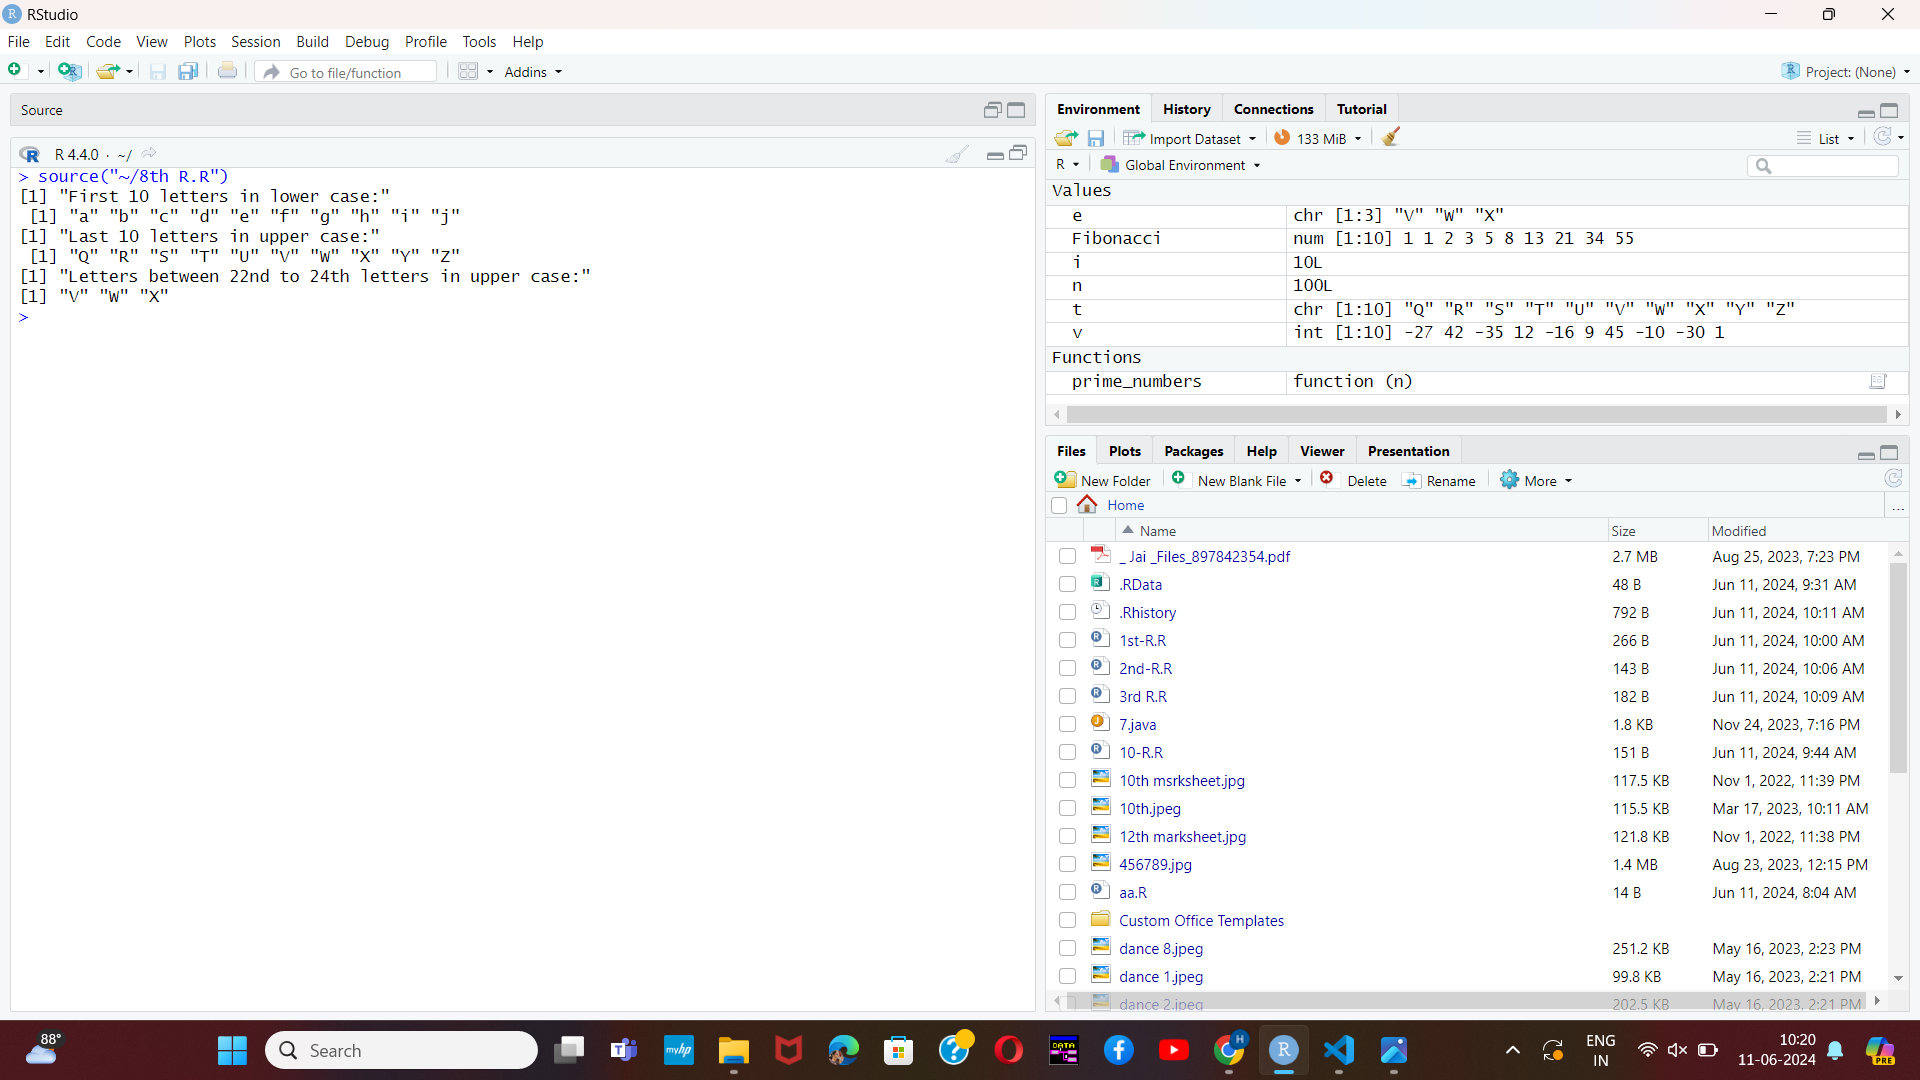 RStudio
File Edit Code View Plots Session Build Debug Profile Tools Help
Go to file/function Addins Project: (None)
Source
R 4.4.0 · ~/
> source("~/8th R.R")
[1] "First 10 letters in lower case:"
[1] "a" "b" "c" "d" "e" "f" "g" "h" "i" "j"
[1] "Last 10 letters in upper case:"
[1] "Q" "R" "S" "T" "U" "V" "W" "X" "Y" "Z"
[1] "Letters between 22nd to 24th letters in upper case:"
[1] "V" "W" "X"
>
Environment History Connections Tutorial
Import Dataset 133 MiB List
R Global Environment
Values
e chr [1:3] "V" "W" "X"
Fibonacci num [1:10] 1 1 2 3 5 8 13 21 34 55
i 10L
n 100L
t chr [1:10] "Q" "R" "S" "T" "U" "V" "W" "X" "Y" "Z"
v int [1:10] -27 42 -35 12 -16 9 45 -10 -30 1
Functions
prime_numbers function (n)
Files Plots Packages Help Viewer Presentation
New Folder New Blank File Delete Rename More
Home ...
Name Size Modified
_ Jai _Files_897842354.pdf 2.7 MB Aug 25, 2023, 7:23 PM
.RData 48 B Jun 11, 2024, 9:31 AM
.Rhistory 792 B Jun 11, 2024, 10:11 AM
1st-R.R 266 B Jun 11, 2024, 10:00 AM
2nd-R.R 143 B Jun 11, 2024, 10:06 AM
3rd R.R 182 B Jun 11, 2024, 10:09 AM
7.java 1.8 KB Nov 24, 2023, 7:16 PM
10-R.R 151 B Jun 11, 2024, 9:44 AM
10th msrksheet.jpg 117.5 KB Nov 1, 2022, 11:39 PM
10th.jpeg 115.5 KB Mar 17, 2023, 10:11 AM
12th marksheet.jpg 121.8 KB Nov 1, 2022, 11:38 PM
456789.jpg 1.4 MB Aug 23, 2023, 12:15 PM
aa.R 14 B Jun 11, 2024, 8:04 AM
Custom Office Templates
dance 8.jpeg 251.2 KB May 16, 2023, 2:23 PM
dance 1.jpeg 99.8 KB May 16, 2023, 2:21 PM
dance 2.jpeg 202.5 KB May 16, 2023, 2:21 PM
88° Search myhp DATA H R ENG 10:20
IN 11-06-2024 PRE